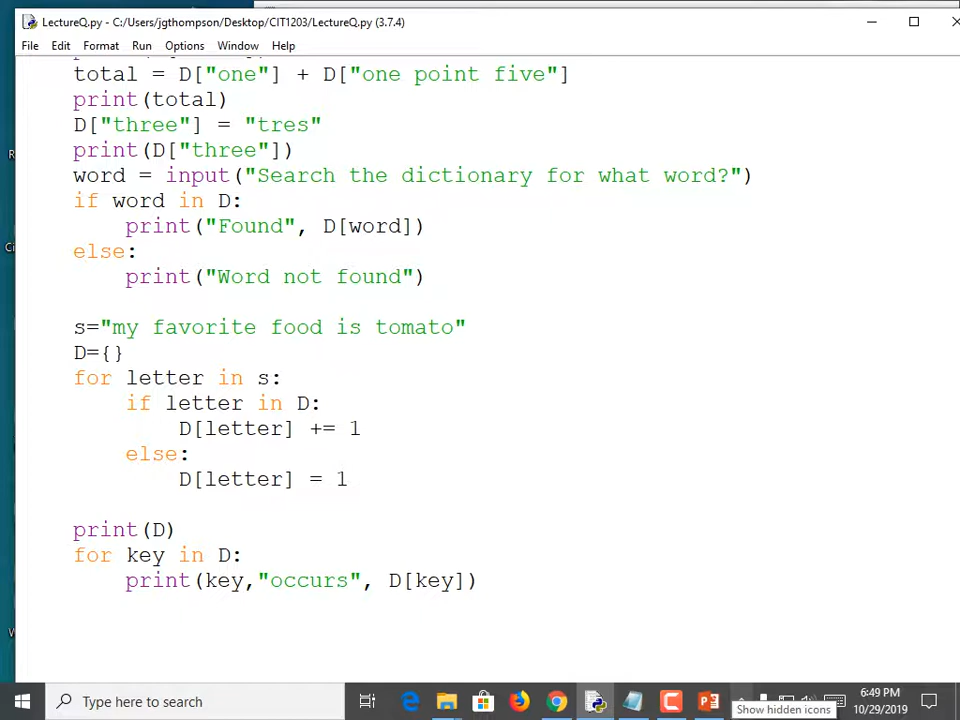 LectureQ.py - C:/Users/jgthompson/Desktop/CIT1203/LectureQ.py (3.7.4)
File Edit Format Run Options Window Help
total = D["one"] + D["one point five"]
print(total)
D["three"] = "tres"
print(D["three"])
word = input("Search the dictionary for what word?")
if word in D:
    print("Found", D[word])
else:
    print("Word not found")
s="my favorite food is tomato"
D={}
for letter in s:
    if letter in D:
        D[letter] += 1
    else:
        D[letter] = 1
print(D)
for key in D:
    print(key,"occurs", D[key])
Type here to search
Show hidden icons
6:49 PM
10/29/2019